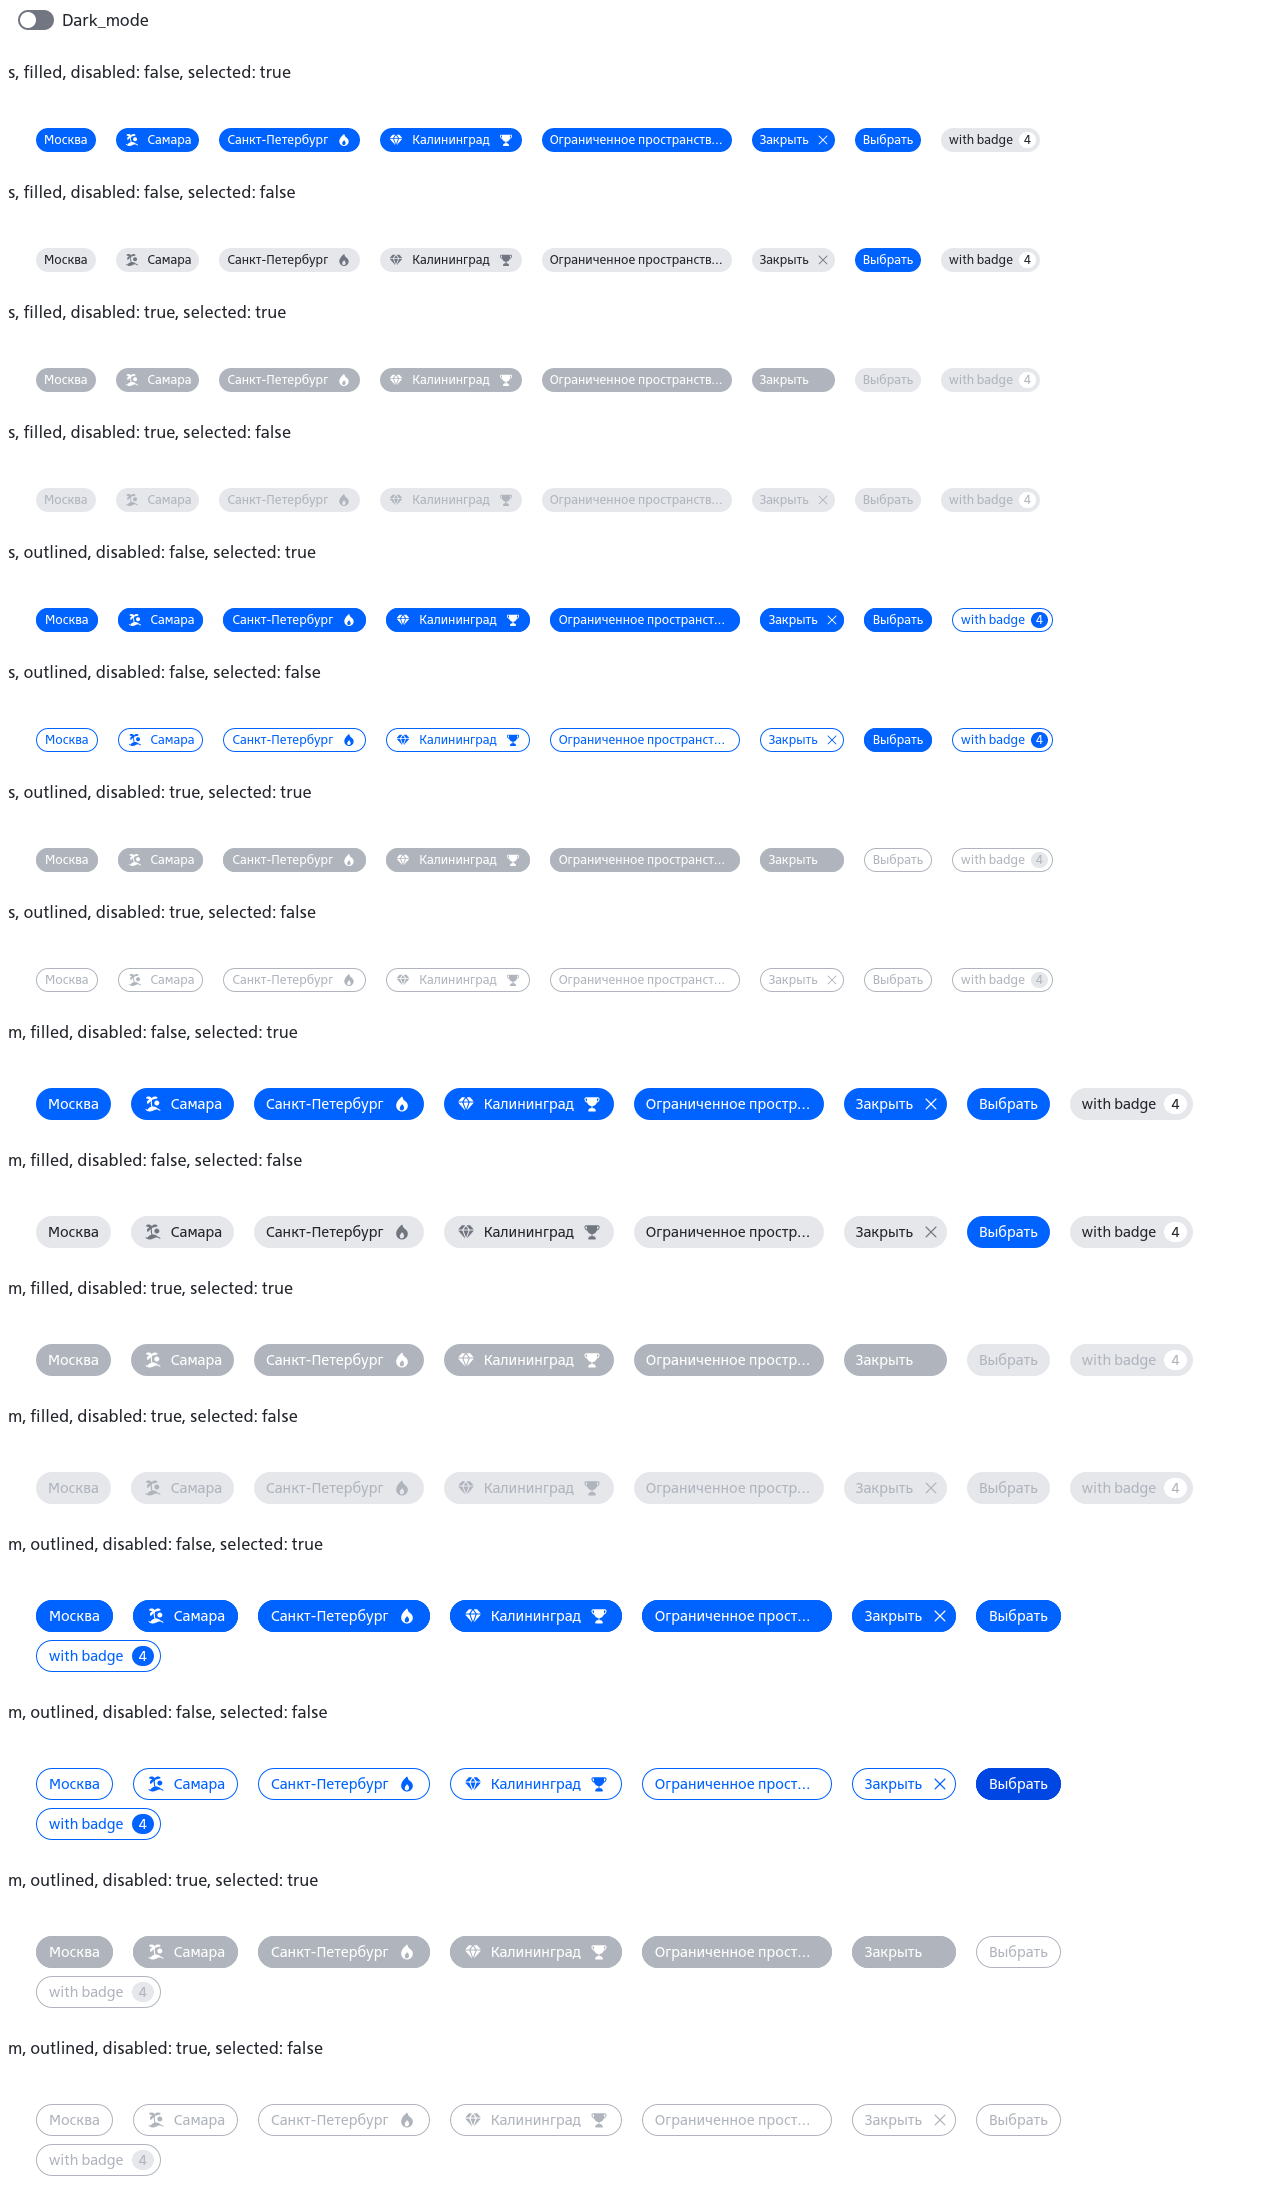 Dark_mode
s, filled, disabled: false, selected: true
Москва Самара Санкт-Петербург Калининград Ограниченное пространств... Закрыть Выбрать with badge 4
s, filled, disabled: false, selected: false
Москва Самара Санкт-Петербург Калининград Ограниченное пространств... Закрыть Выбрать with badge 4
s, filled, disabled: true, selected: true
Москва Самара Санкт-Петербург Калининград Ограниченное пространств... Закрыть Выбрать with badge 4
s, filled, disabled: true, selected: false
Москва Самара Санкт-Петербург Калининград Ограниченное пространств... Закрыть Выбрать with badge 4
s, outlined, disabled: false, selected: true
Москва Самара Санкт-Петербург Калининград Ограниченное пространст... Закрыть Выбрать with badge 4
s, outlined, disabled: false, selected: false
Москва Самара Санкт-Петербург Калининград Ограниченное пространст... Закрыть Выбрать with badge 4
s, outlined, disabled: true, selected: true
Москва Самара Санкт-Петербург Калининград Ограниченное пространст... Закрыть Выбрать with badge 4
s, outlined, disabled: true, selected: false
Москва Самара Санкт-Петербург Калининград Ограниченное пространст... Закрыть Выбрать with badge 4
m, filled, disabled: false, selected: true
Москва Самара Санкт-Петербург Калининград Ограниченное простр... Закрыть Выбрать with badge 4
m, filled, disabled: false, selected: false
Москва Самара Санкт-Петербург Калининград Ограниченное простр... Закрыть Выбрать with badge 4
m, filled, disabled: true, selected: true
Москва Самара Санкт-Петербург Калининград Ограниченное простр... Закрыть Выбрать with badge 4
m, filled, disabled: true, selected: false
Москва Самара Санкт-Петербург Калининград Ограниченное простр... Закрыть Выбрать with badge 4
m, outlined, disabled: false, selected: true
Москва Самара Санкт-Петербург Калининград Ограниченное прост... Закрыть Выбрать
with badge 4
m, outlined, disabled: false, selected: false
Москва Самара Санкт-Петербург Калининград Ограниченное прост... Закрыть Выбрать
with badge 4
m, outlined, disabled: true, selected: true
Москва Самара Санкт-Петербург Калининград Ограниченное прост... Закрыть Выбрать
with badge 4
m, outlined, disabled: true, selected: false
Москва Самара Санкт-Петербург Калининград Ограниченное прост... Закрыть Выбрать
with badge 4